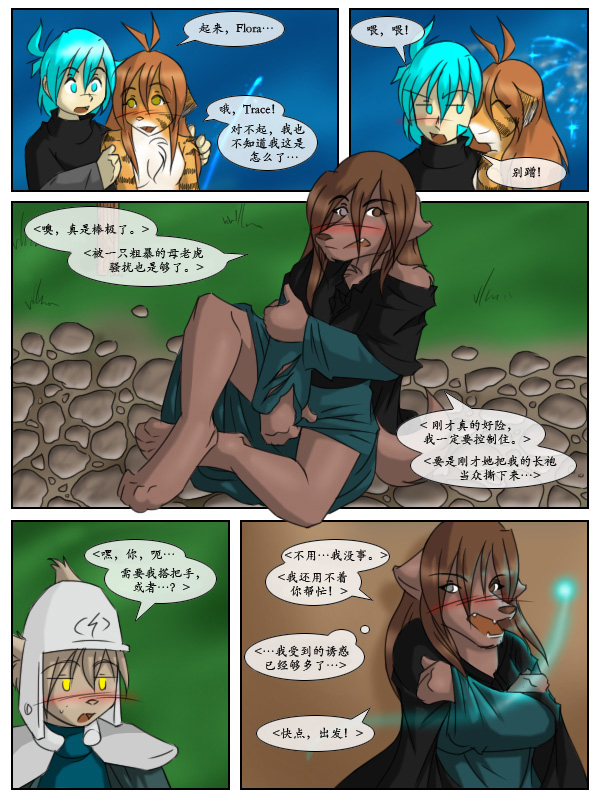 起来，Flora…
哦，Trace！
对不起，我也
不知道我这是
怎么了…
喂，喂！
别蹭！
<噢，真是棒极了。>
<被一只粗暴的母老虎
骚扰也是够了。>
<刚才真的好险，
我一定要控制住。>
<要是刚才她把我的长袍
当众撕下来…>
<嘿，你，呃…
需要我搭把手，
或者…？>
<不用…我没事。>
<我还用不着
你帮忙！>
<…我受到的诱惑
已经够多了…>
<快点，出发！>